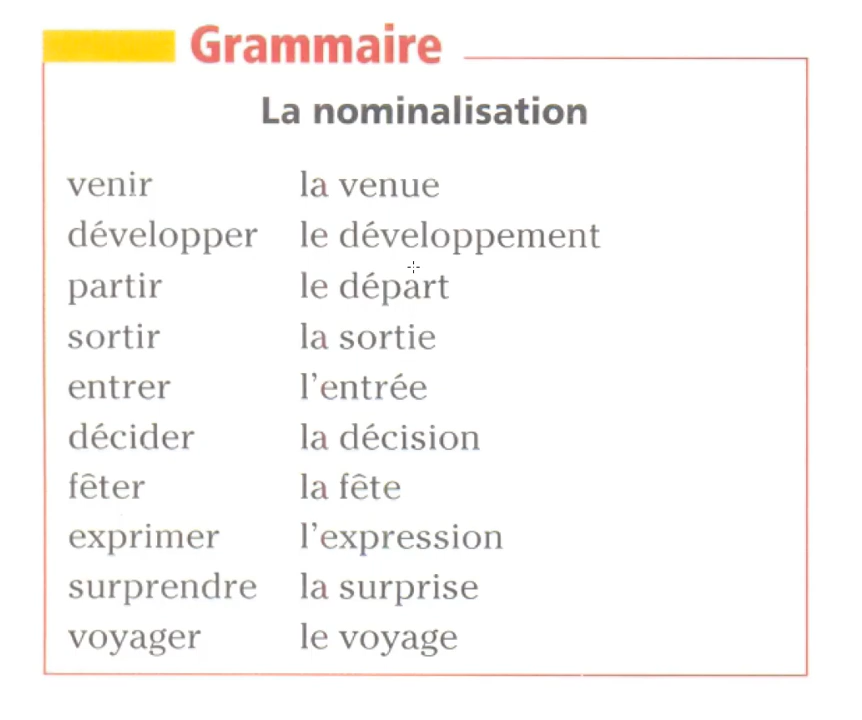 Grammaire
La nominalisation
venir la venue
développer le développement
partir le départ
sortir la sortie
entrer l'entrée
décider la décision
fêter la fête
exprimer l'expression
surprendre la surprise
voyager le voyage